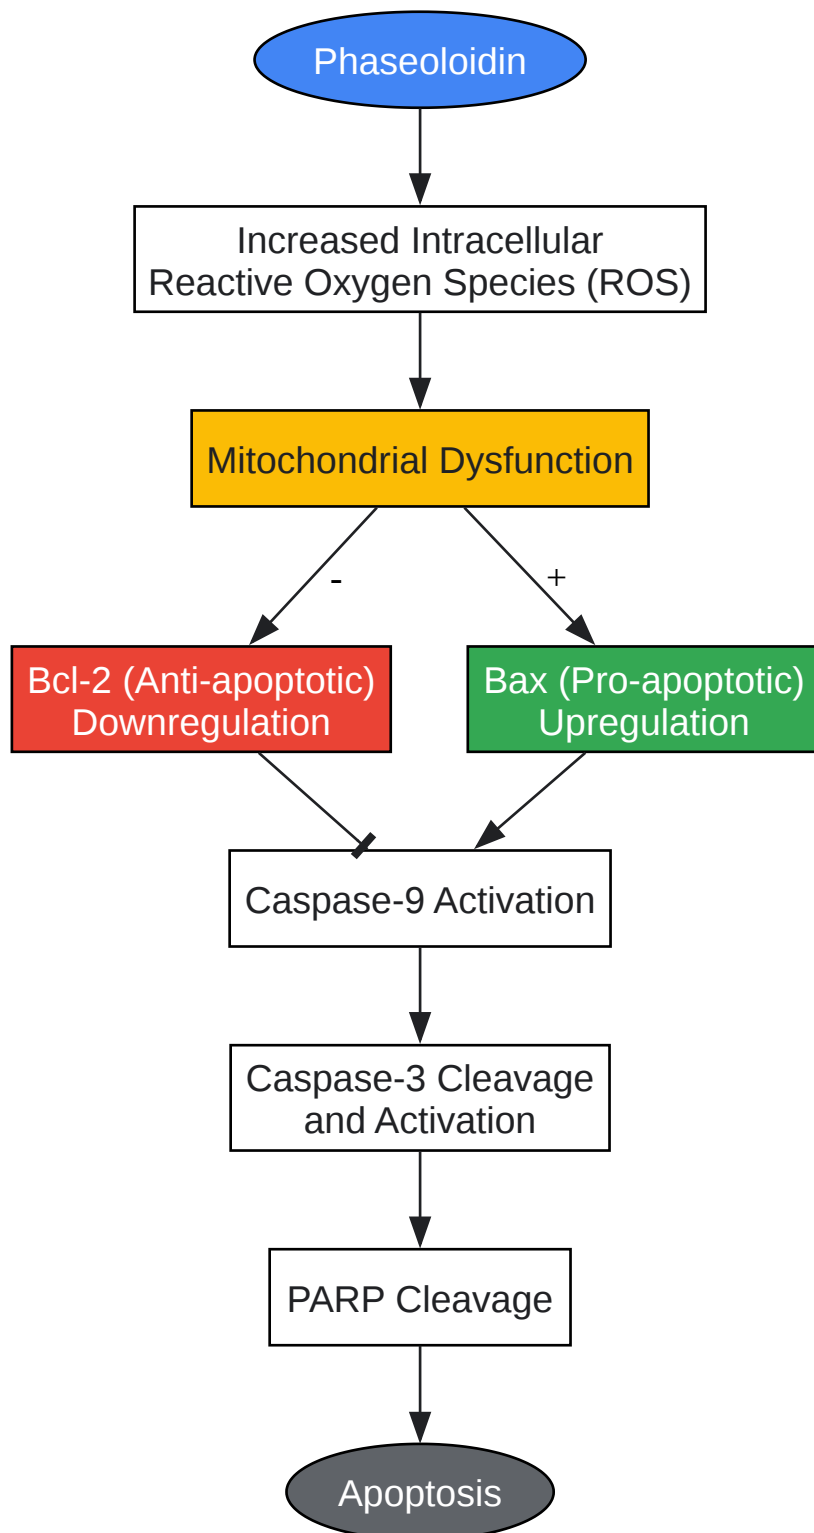 Phaseoloidin
Increased Intracellular
Reactive Oxygen Species (ROS)
Mitochondrial Dysfunction
-
+
Bcl-2 (Anti-apoptotic)
Downregulation
Bax (Pro-apoptotic)
Upregulation
Caspase-9 Activation
Caspase-3 Cleavage
and Activation
PARP Cleavage
Apoptosis